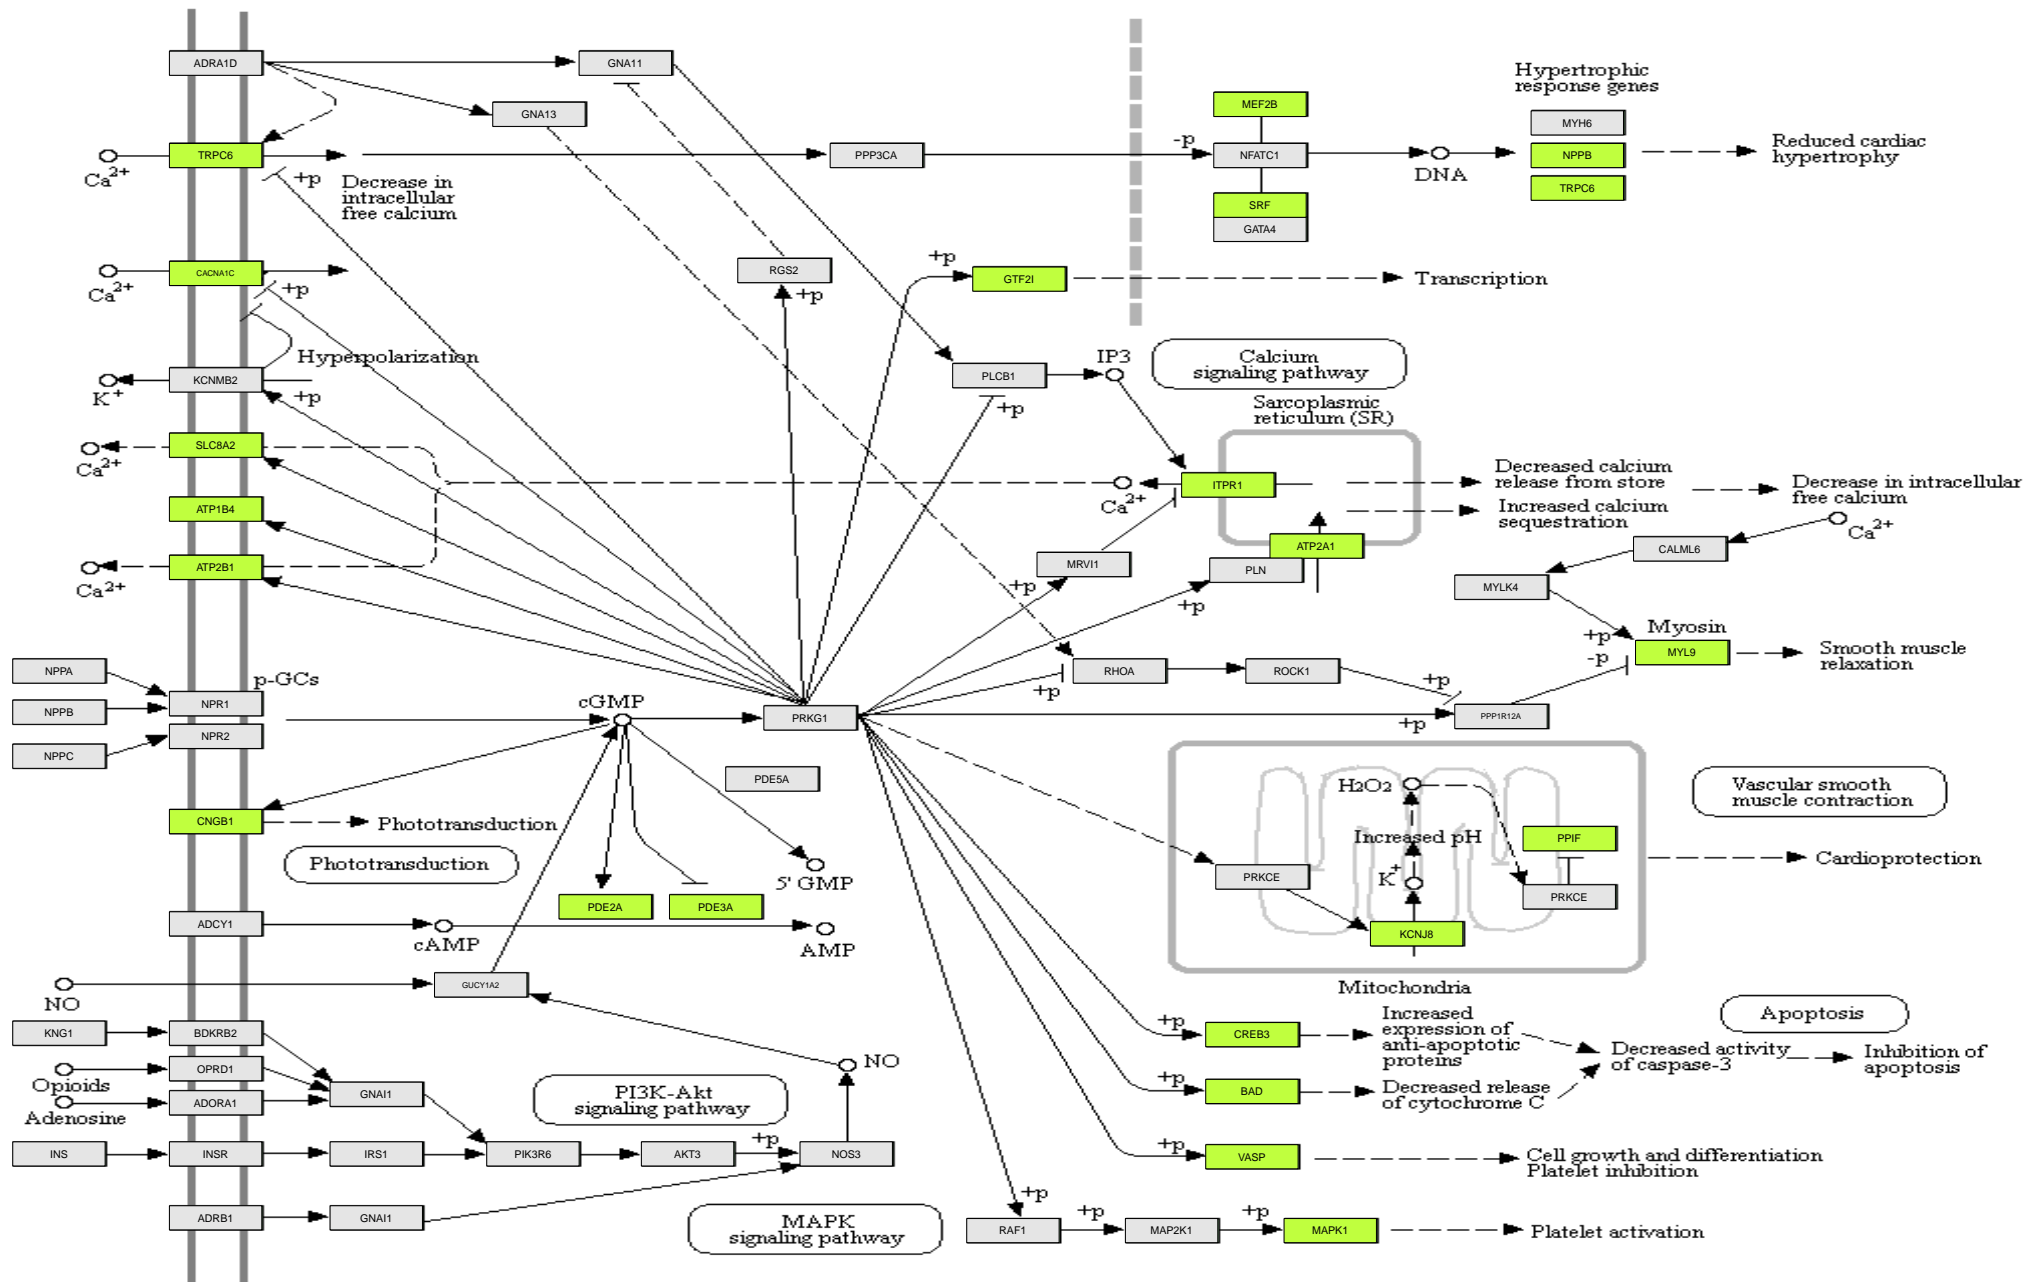 ADRA1D
GNA11
GNA13
Hypertrophic
response genes
MEF2B
MYH6
TRPC6
Ca2+
+p
Decrease in
intracellular
free calcium
PPP3CA
-p
NFATC1
DNA
NPPB
TRPC6
Reduced cardiac
hypertrophy
SRF
GATA4
CACNA1C
Ca2+
+p
RGS2
+p
+p
GTF2I
Transcription
Hyperpolarization
KCNMB2
K+
+p
PLCB1
+p
IP3
Calcium
signaling pathway
Sarcoplasmic
reticulum (SR)
SLC8A2
Ca2+
ATP1B4
ATP2B1
Ca2+
Ca2+
ITPR1
Decreased calcium
release from store
Increased calcium
sequestration
Decrease in intracellular
free calcium
Ca2+
ATP2A1
PLN
+p
MRVI1
+p
CALML6
MYLK4
+p
-p
Myosin
MYL9
Smooth muscle
relaxation
NPPA
NPPB
NPPC
p-GCs
NPR1
NPR2
cGMP
PRKG1
RHOA
+p
ROCK1
+p
+p
PPP1R12A
PDE5A
CNGB1
Phototransduction
Phototransduction
5' GMP
PDE2A
PDE3A
H2O2
Increased pH
K+
PPIF
PRKCE
PRKCE
KCNJ8
Mitochondria
Vascular smooth
muscle contraction
Cardioprotection
ADCY1
cAMP
AMP
NO
GUCY1A2
KNG1
BDKRB2
Opioids
OPRD1
Adenosine
ADORA1
GNAI1
NO
PI3K-Akt
signaling pathway
INS
INSR
IRS1
PIK3R6
AKT3
+p
NOS3
ADRB1
GNAI1
MAPK
signaling pathway
+p
CREB3
Increased
expression of
anti-apoptotic
proteins
Apoptosis
Decreased activity
of caspase-3
Inhibition of
apoptosis
+p
BAD
Decreased release
of cytochrome C
+p
VASP
Cell growth and differentiation
Platelet inhibition
+p
RAF1
+p
MAP2K1
+p
MAPK1
Platelet activation